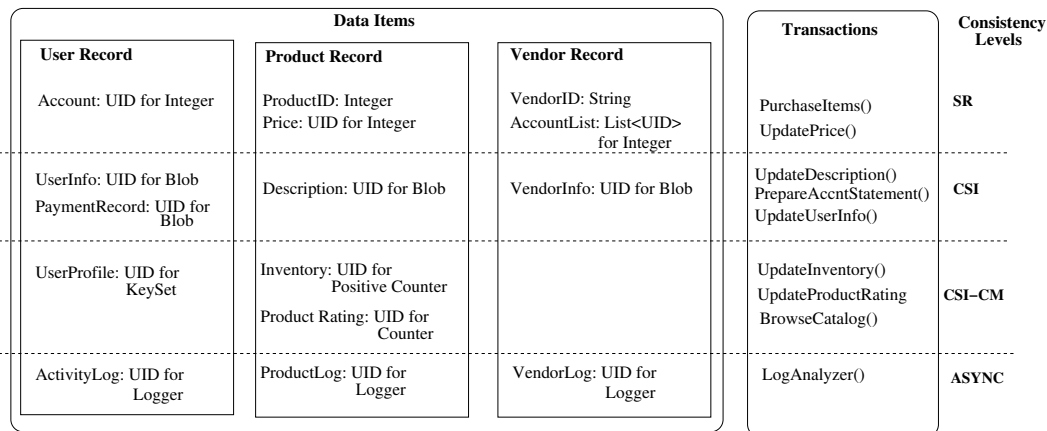 Data Items
Transactions
Consistency
Levels
User Record
Product Record
Vendor Record
Account: UID for Integer
ProductID: Integer
Price: UID for Integer
VendorID: String
AccountList: List<UID>
for Integer
PurchaseItems()
UpdatePrice()
SR
UserInfo: UID for Blob
PaymentRecord: UID for
Blob
Description: UID for Blob
VendorInfo: UID for Blob
UpdateDescription()
PrepareAccntStatement()
UpdateUserInfo()
CSI
UserProfile: UID for
KeySet
Inventory: UID for
Positive Counter
Product Rating: UID for
Counter
UpdateInventory()
UpdateProductRating
BrowseCatalog()
CSI−CM
ActivityLog: UID for
Logger
ProductLog: UID for
Logger
VendorLog: UID for
Logger
LogAnalyzer()
ASYNC